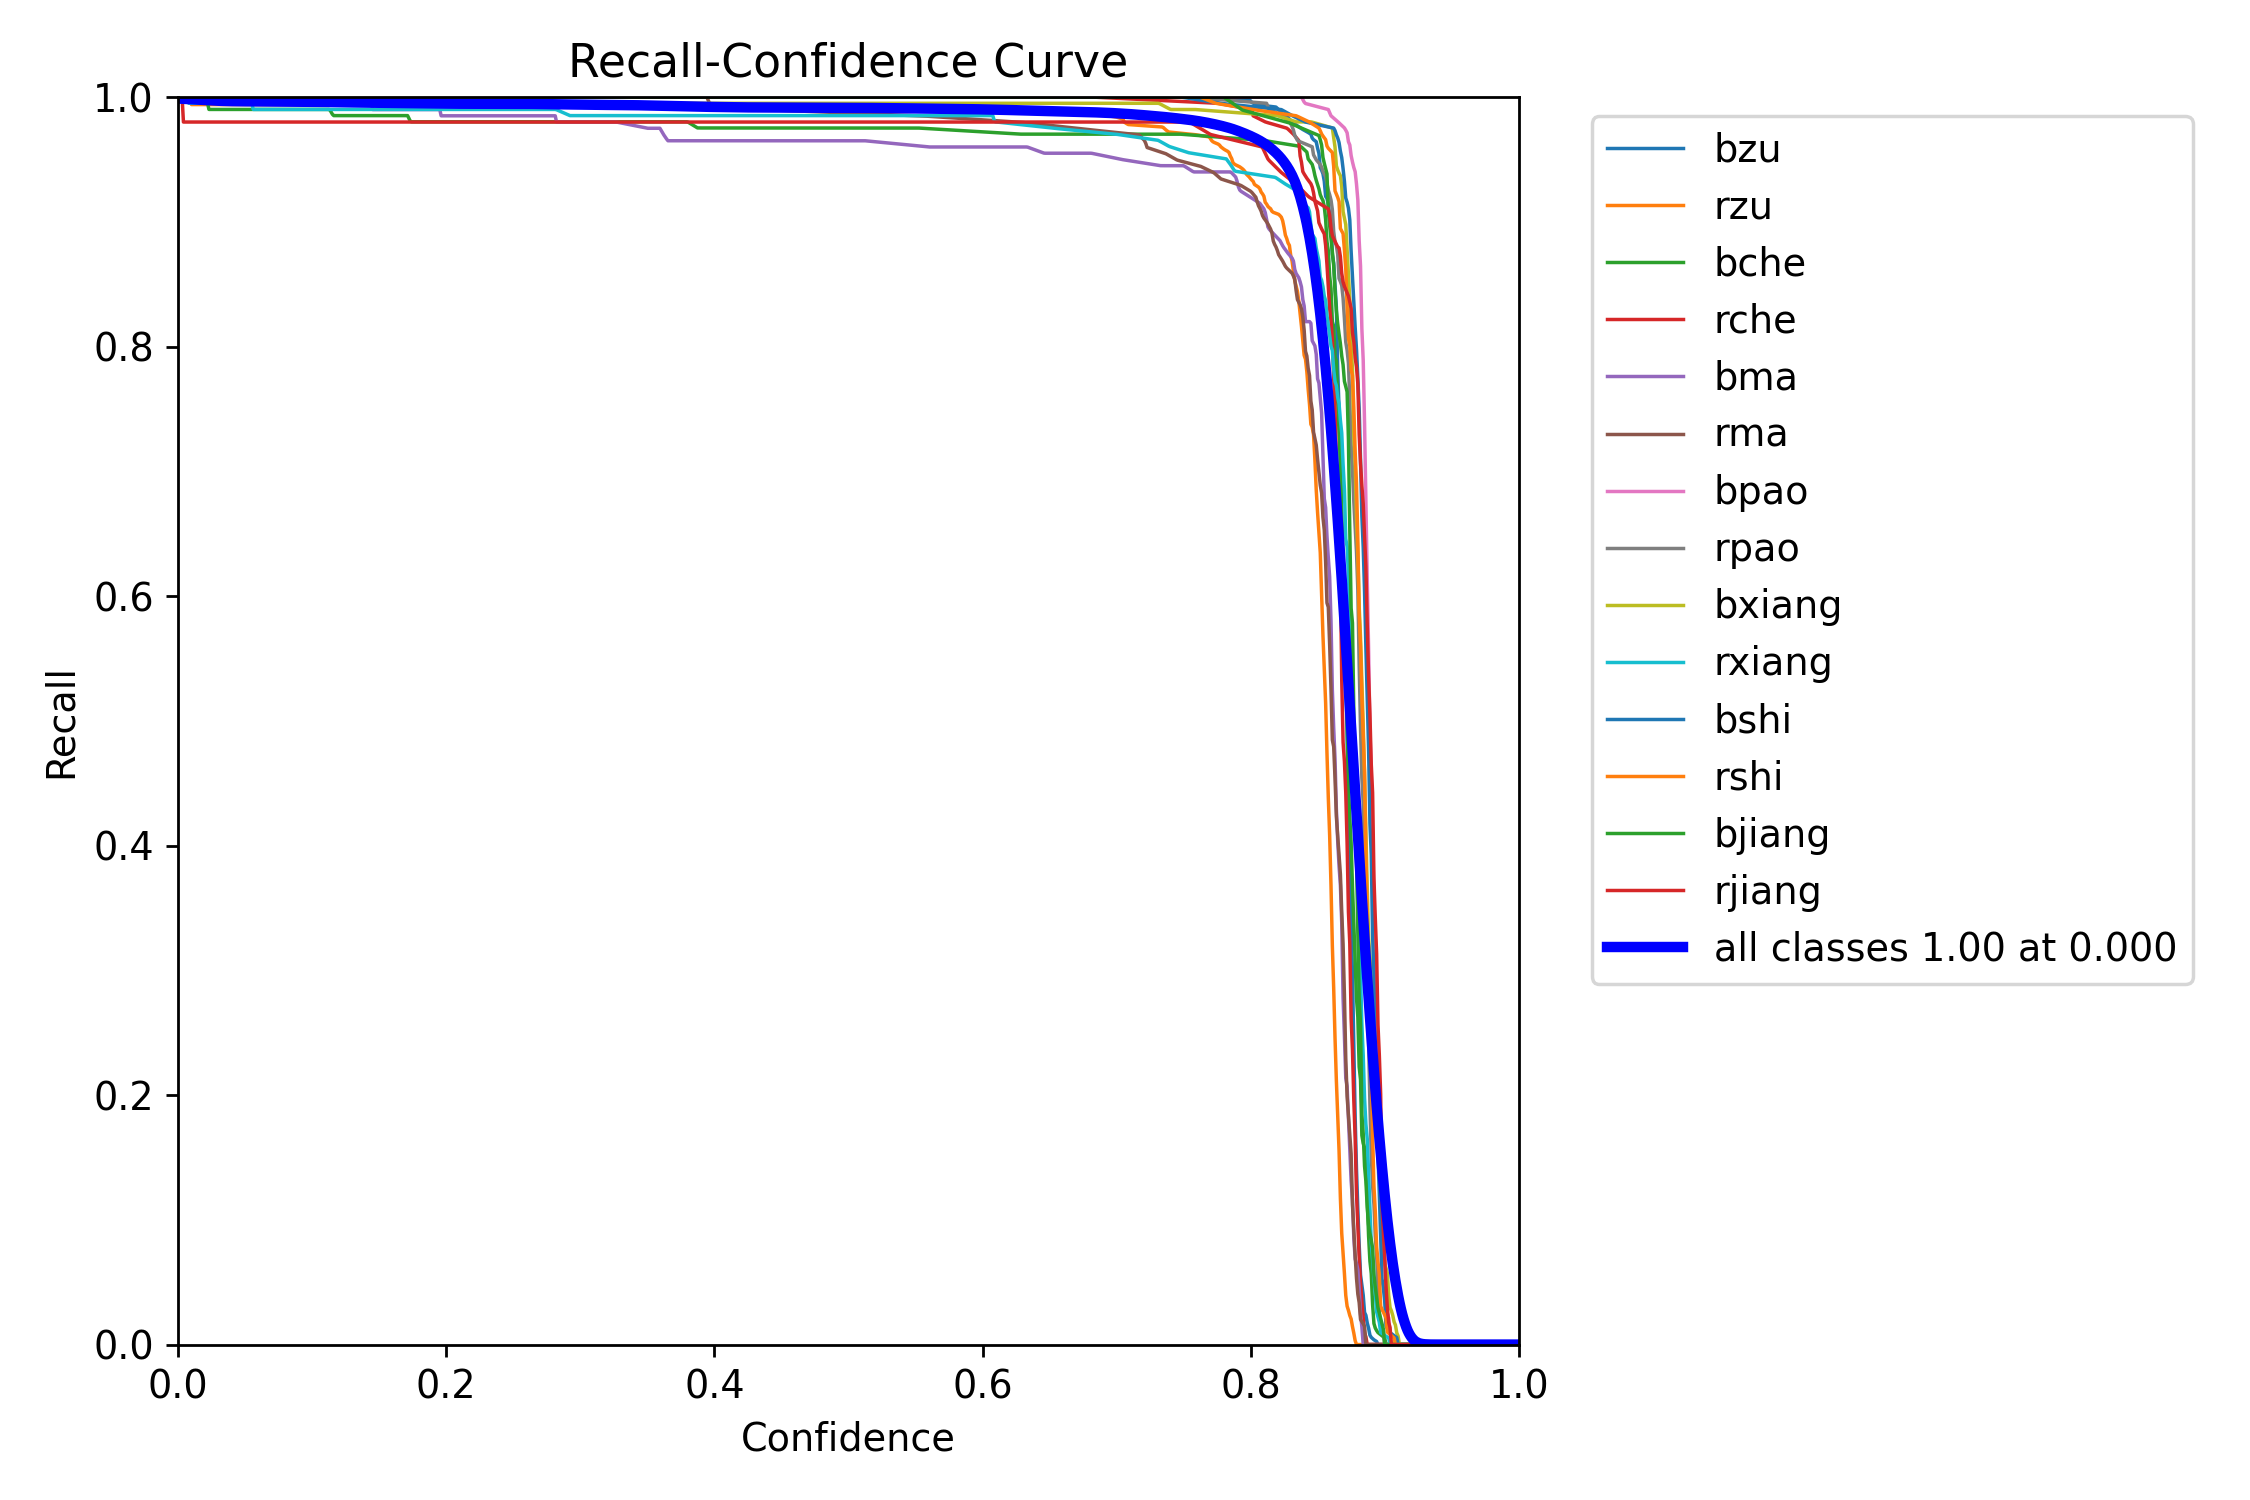 Recall-Confidence Curve
1.0
0.8
0.6
0.4
0.2
0.0
Recall
0.0 0.2 0.4 0.6 0.8 1.0
Confidence
bzu
rzu
bche
rche
bma
rma
bpao
rpao
bxiang
rxiang
bshi
rshi
bjiang
rjiang
all classes 1.00 at 0.000